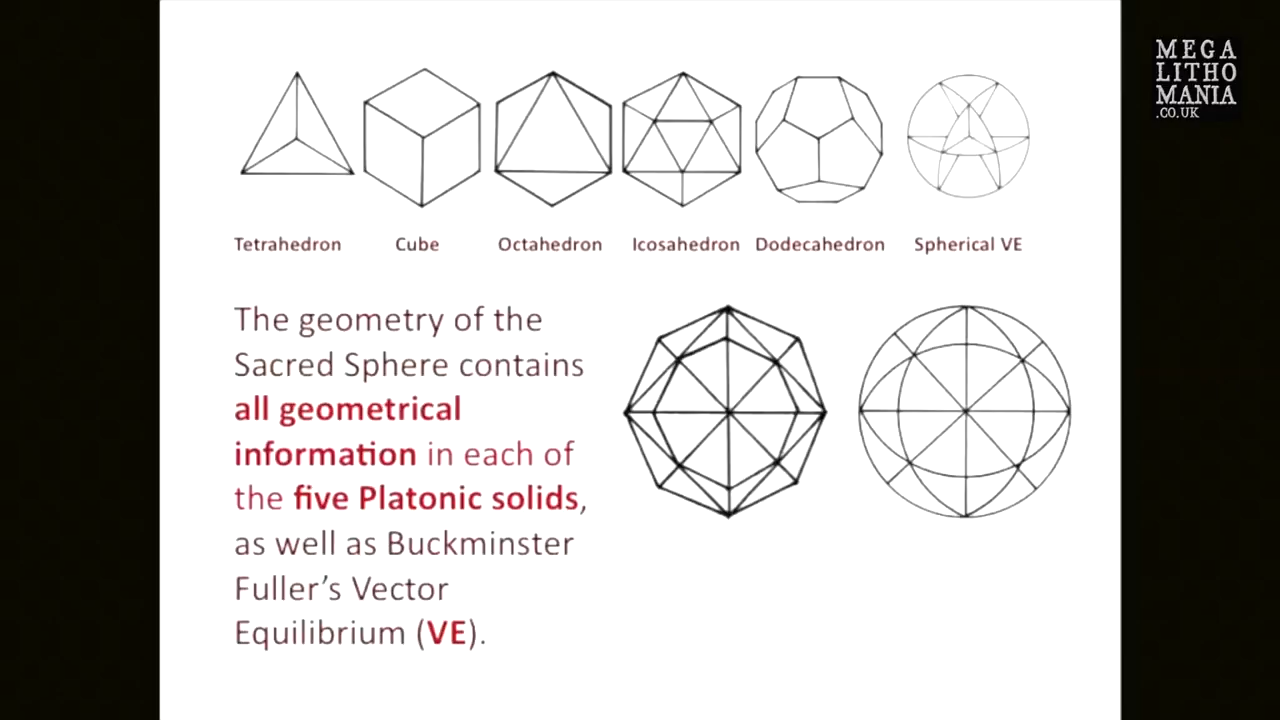 MEGA
LITHO
MANIA
.CO.UK
Tetrahedron Cube Octahedron Icosahedron Dodecahedron Spherical VE
The geometry of the
Sacred Sphere contains
all geometrical
information in each of
the five Platonic solids,
as well as Buckminster
Fuller’s Vector
Equilibrium (VE).